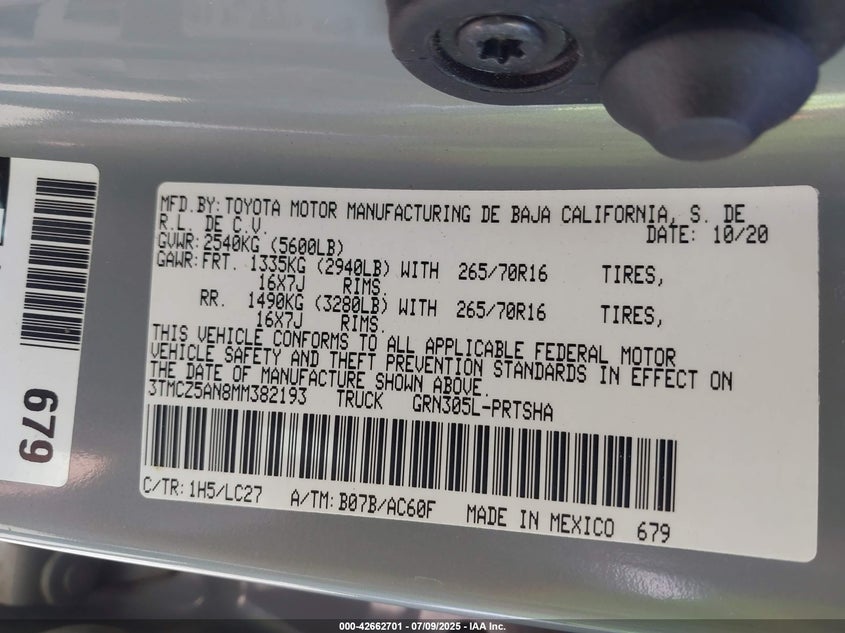 MFD.BY: TOYOTA MOTOR MANUFACTURING DE BAJA CALIFORNIA, S. DE
R.L. DE C.V. DATE: 10/20
GVWR: 2540KG (5600LB)
GAWR: FRT. 1335KG (2940LB) WITH 265/70R16 TIRES,
16X7J RIMS.
RR. 1490KG (3280LB) WITH 265/70R16 TIRES,
16X7J RIMS.
THIS VEHICLE CONFORMS TO ALL APPLICABLE FEDERAL MOTOR
VEHICLE SAFETY AND THEFT PREVENTION STANDARDS IN EFFECT ON
THE DATE OF MANUFACTURE SHOWN ABOVE.
3TMCZ5AN8MM382193 TRUCK GRN305L-PRTSHA
C/TR: 1H5/LC27 A/TM: B07B/AC60F MADE IN MEXICO 679
679
000-42662701 - 07/09/2025 - IAA Inc.